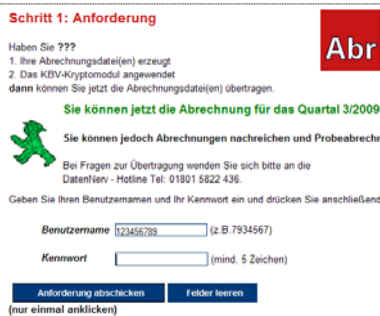 Schritt 1: Anforderung
Abr
Haben Sie ???
1. Ihre Abrechnungsdatei(en) erzeugt
2. Das KBV-Kryptomodul angewendet
dann können Sie jetzt die Abrechnungsdatei(en) übertragen.
Sie können jetzt die Abrechnung für das Quartal 3/2009
Sie können jedoch Abrechnungen nachreichen und Probeabrechn
Bei Fragen zur Übertragung wenden Sie sich bitte an die
DatenNerv - Hotline Tel: 01801 5822 436.
Geben Sie Ihren Benutzernamen und Ihr Kennwort ein und drücken Sie anschließend
Benutzername 123456789 (z.B.7934567)
Kennwort (mind. 5 Zeichen)
Anforderung abschicken Felder leeren
(nur einmal anklicken)